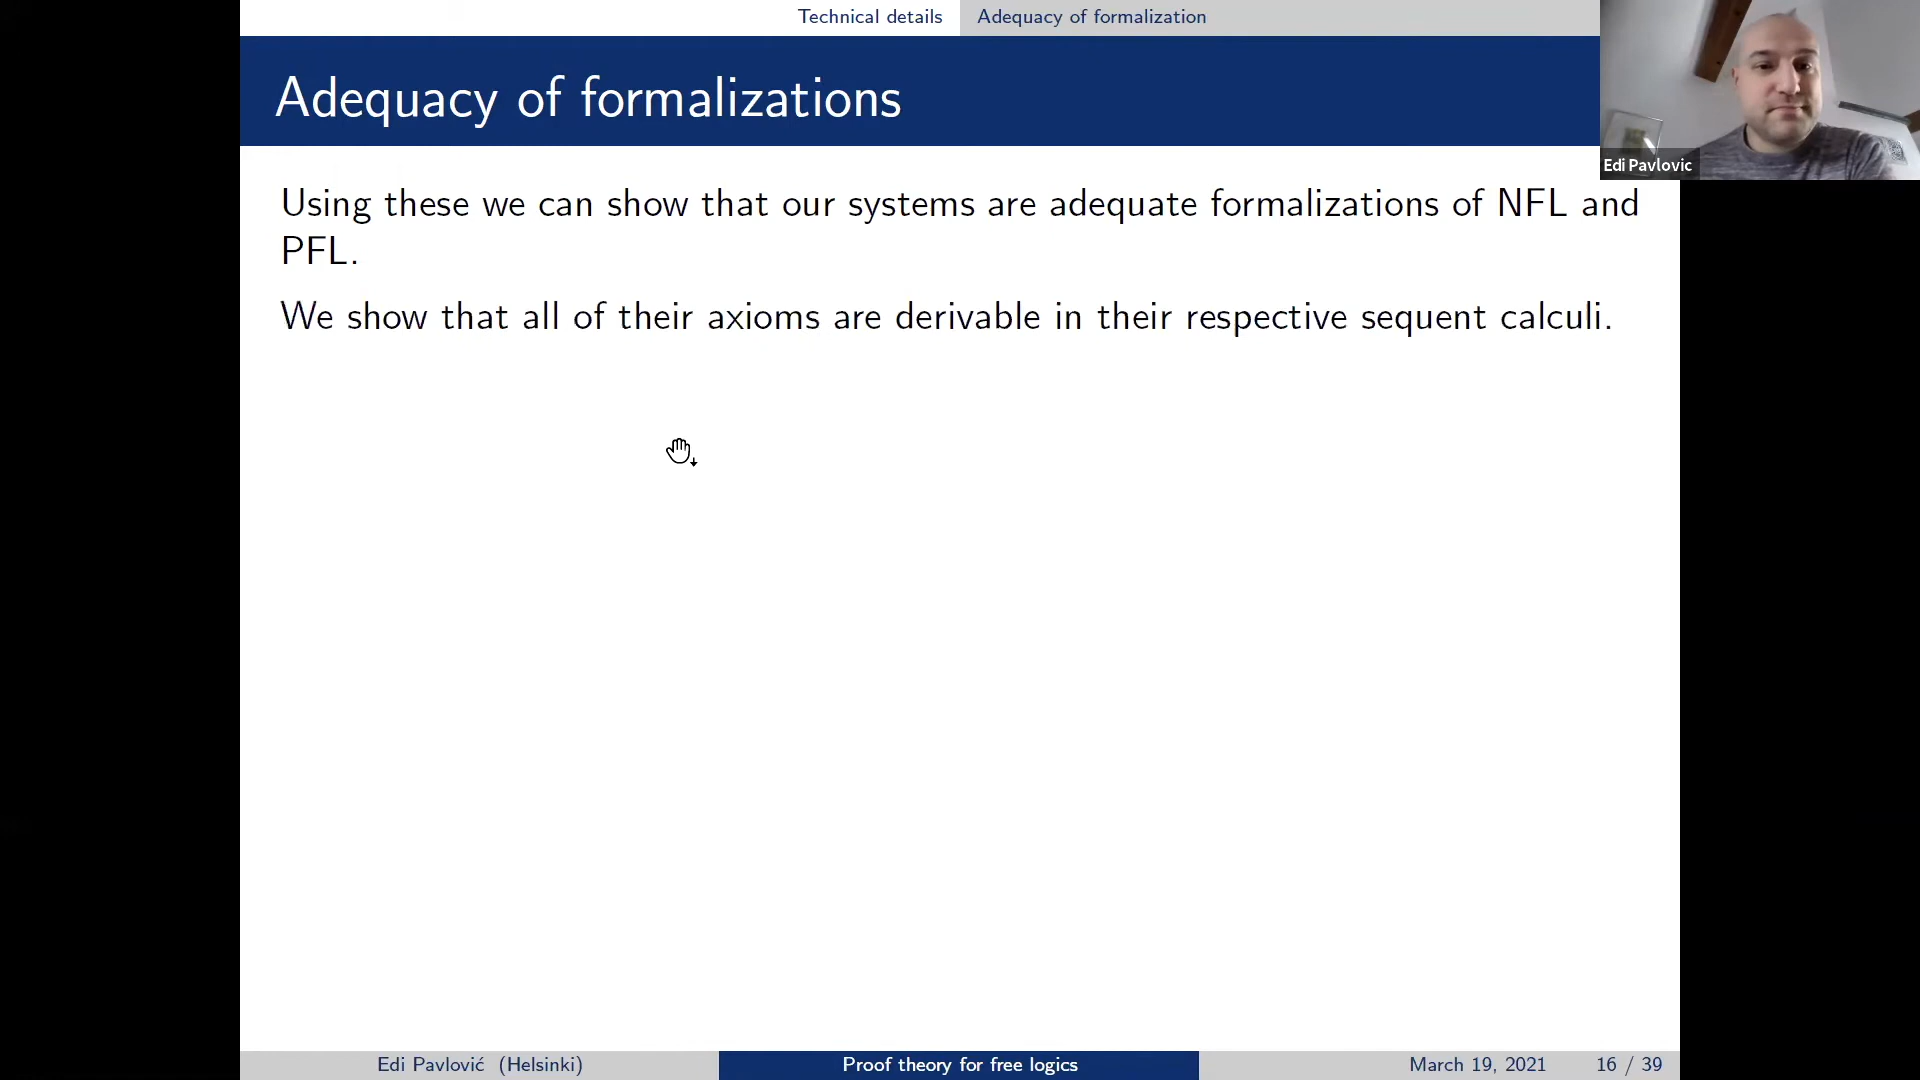 Technical details
Adequacy of formalization
Adequacy of formalizations
Edi Pavlovic
Using these we can show that our systems are adequate formalizations of NFL and
PFL.
We show that all of their axioms are derivable in their respective sequent calculi.
Edi Pavlović (Helsinki)
Proof theory for free logics
March 19, 2021
16 / 39